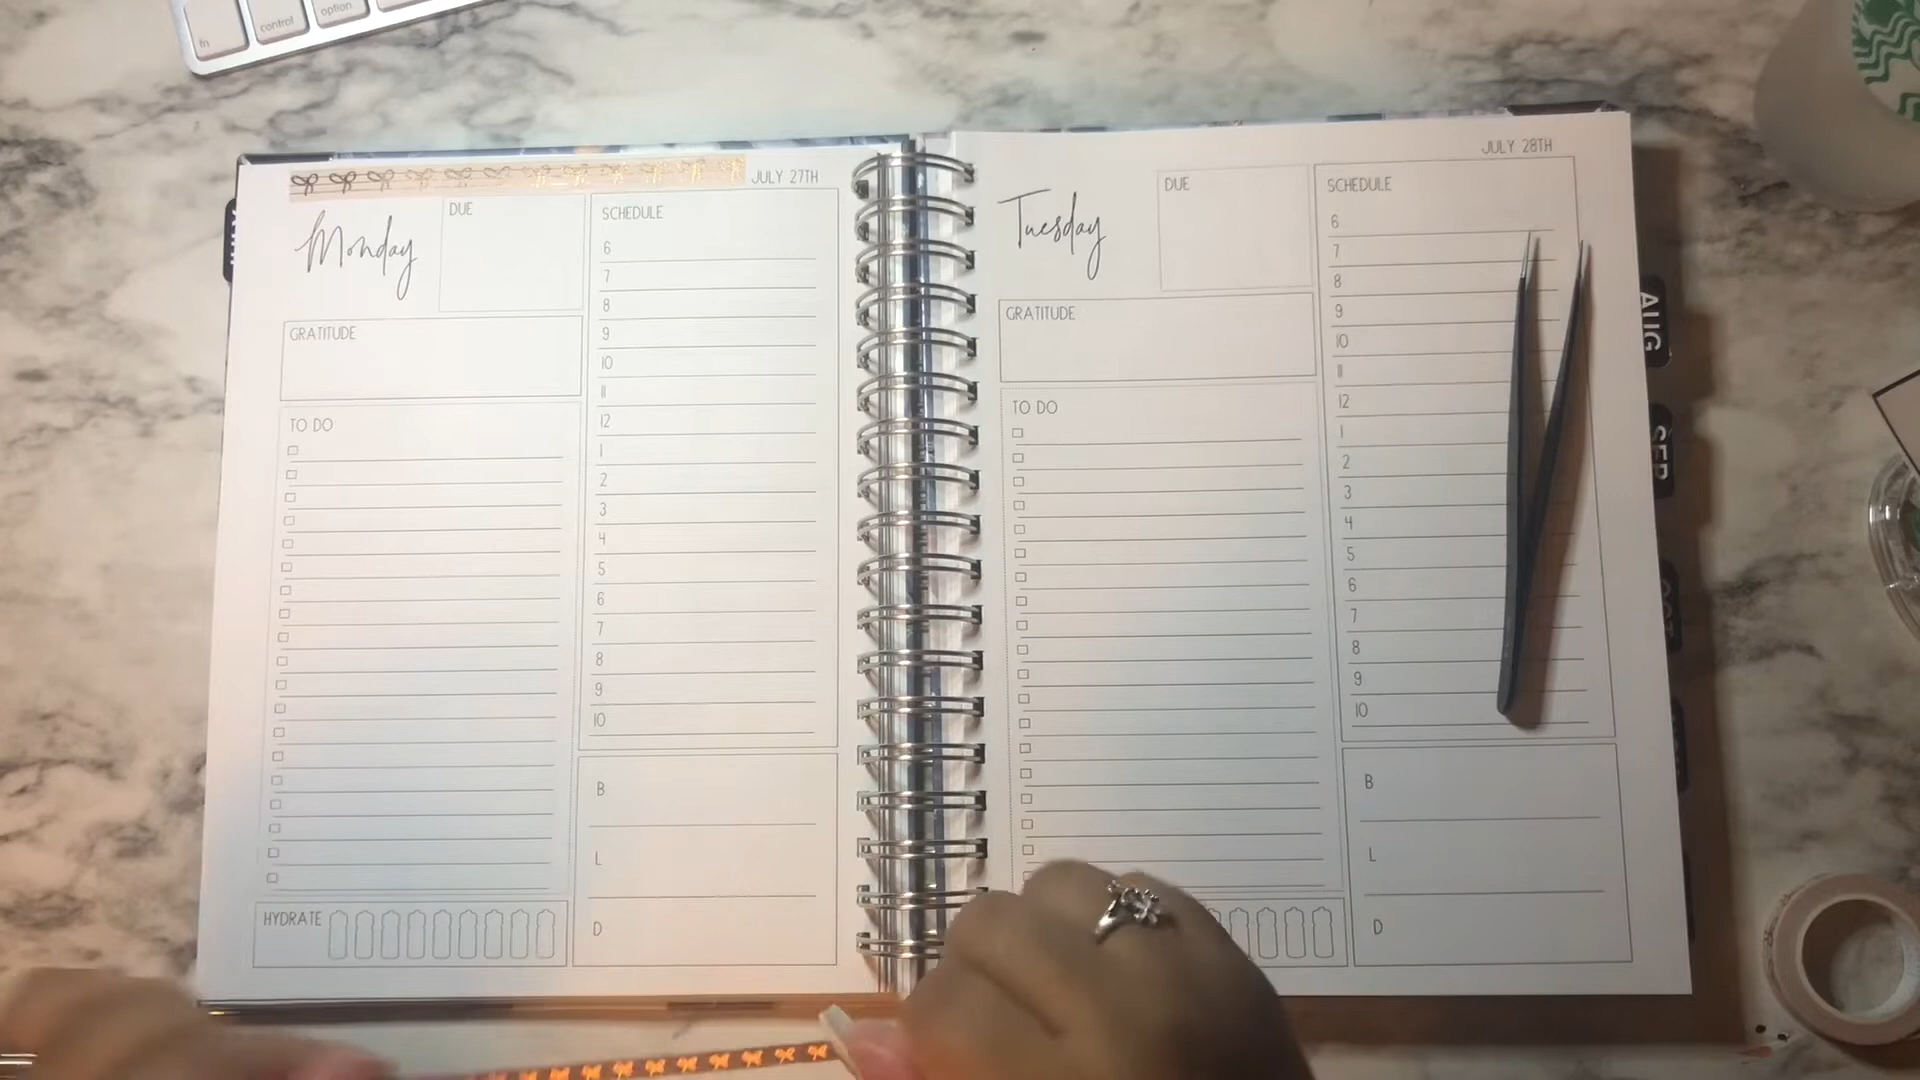 fn
control
option
JULY 27TH
Monday
DUE
SCHEDULE
6
7
8
9
10
11
12
1
2
3
4
5
6
7
8
9
10
GRATITUDE
TO DO
B
L
D
HYDRATE
JULY 28TH
Tuesday
DUE
SCHEDULE
6
7
8
9
10
11
12
1
2
3
4
5
6
7
8
9
10
GRATITUDE
TO DO
B
L
D
AUG
SEP
OCT